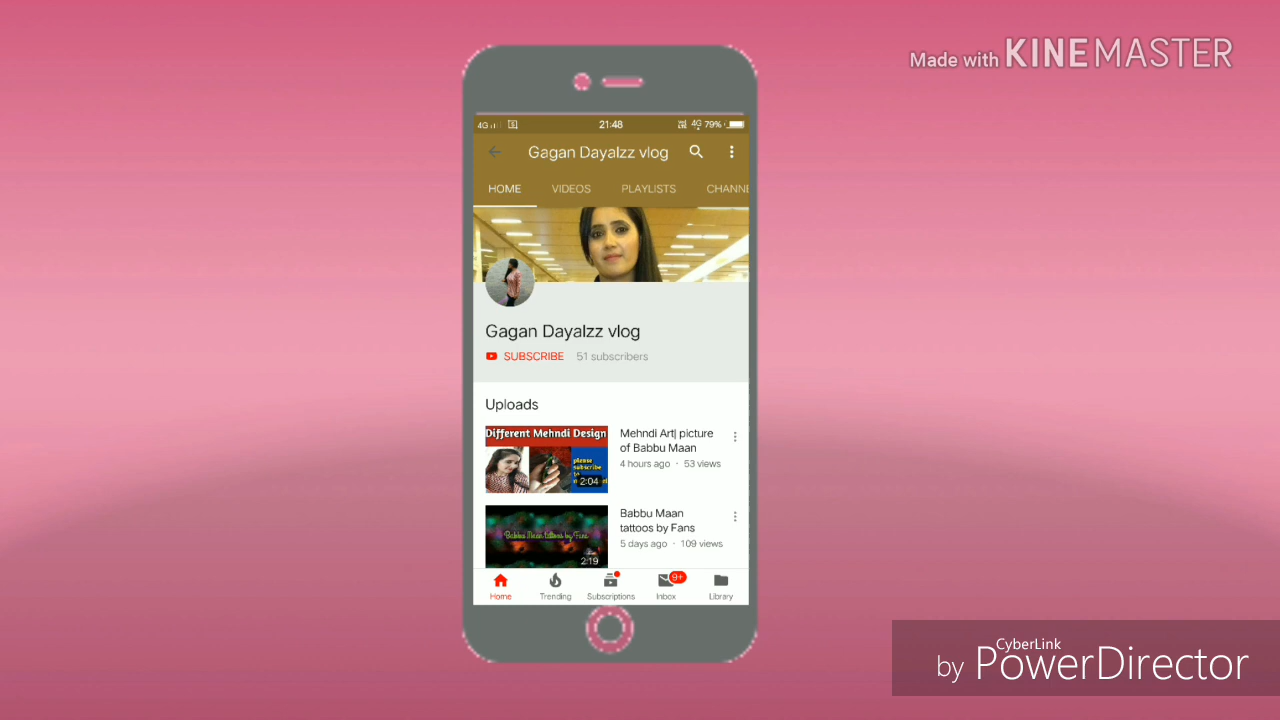 Made with KINEMASTER
4G 21:48 4G 79%
Gagan Dayalzz vlog
HOME VIDEOS PLAYLISTS CHANNE
Gagan Dayalzz vlog
SUBSCRIBE 51 subscribers
Uploads
Different Mehndi Design
please
subscribe
to
2:04
Mehndi Art| picture
of Babbu Maan
4 hours ago · 53 views
Babbu Maan tattoos by Fans
2:19
Babbu Maan
tattoos by Fans
5 days ago · 109 views
9+
Home Trending Subscriptions Inbox Library
CyberLink
by PowerDirector